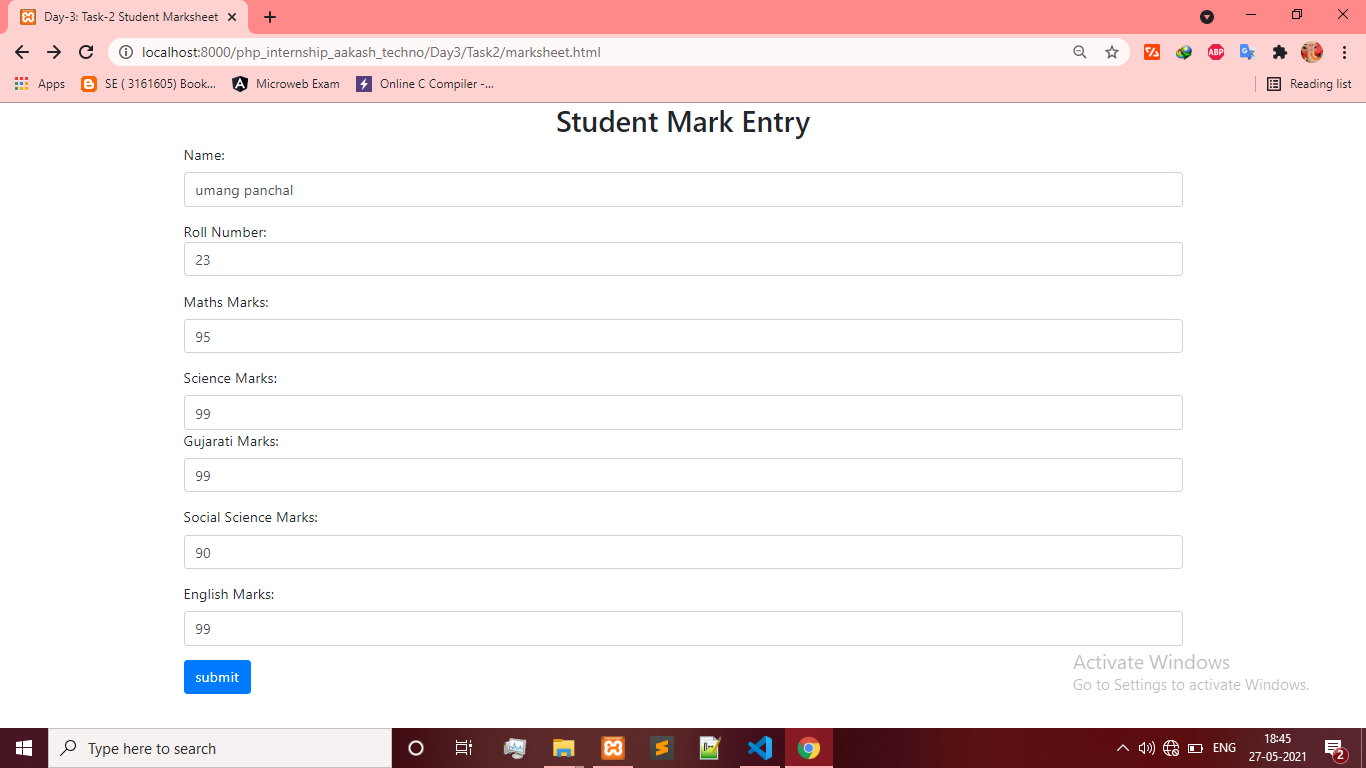 Day-3: Task-2 Student Marksheet
localhost:8000/php_internship_aakash_techno/Day3/Task2/marksheet.html
ABP
Apps SE ( 3161605) Book... Microweb Exam Online C Compiler -... Reading list
Student Mark Entry
Name:
umang panchal
Roll Number:
23
Maths Marks:
95
Science Marks:
99
Gujarati Marks:
99
Social Science Marks:
90
English Marks:
99
submit
Activate Windows
Go to Settings to activate Windows.
Type here to search
ENG
18:45
27-05-2021
2